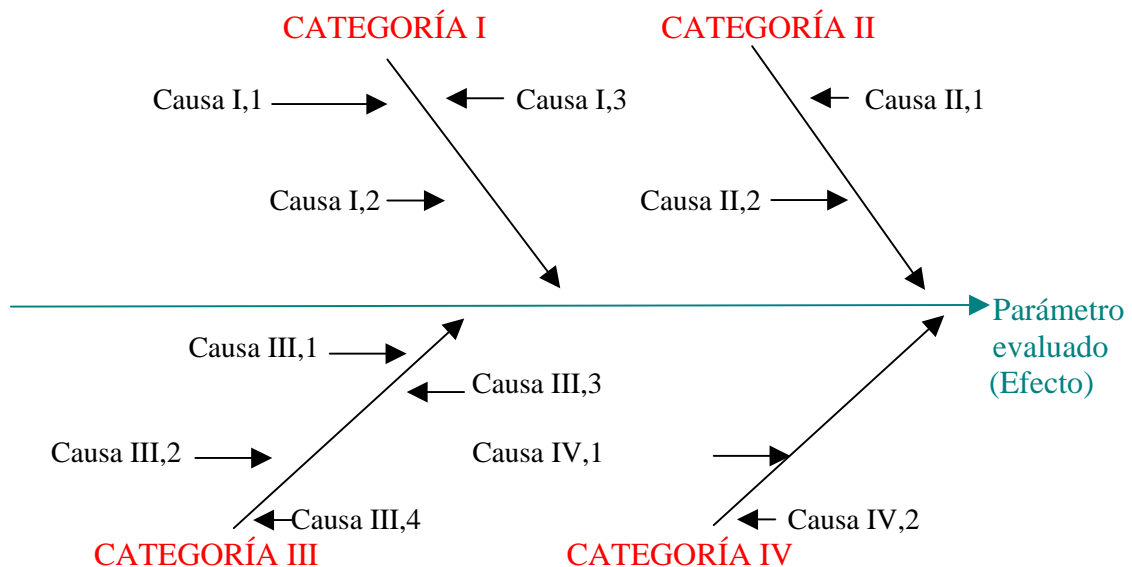 CATEGORÍA I
CATEGORÍA II
Causa I,1
Causa I,3
Causa II,1
Causa I,2
Causa II,2
Parámetro
evaluado
(Efecto)
Causa III,1
Causa III,3
Causa III,2
Causa IV,1
Causa III,4
Causa IV,2
CATEGORÍA III
CATEGORÍA IV